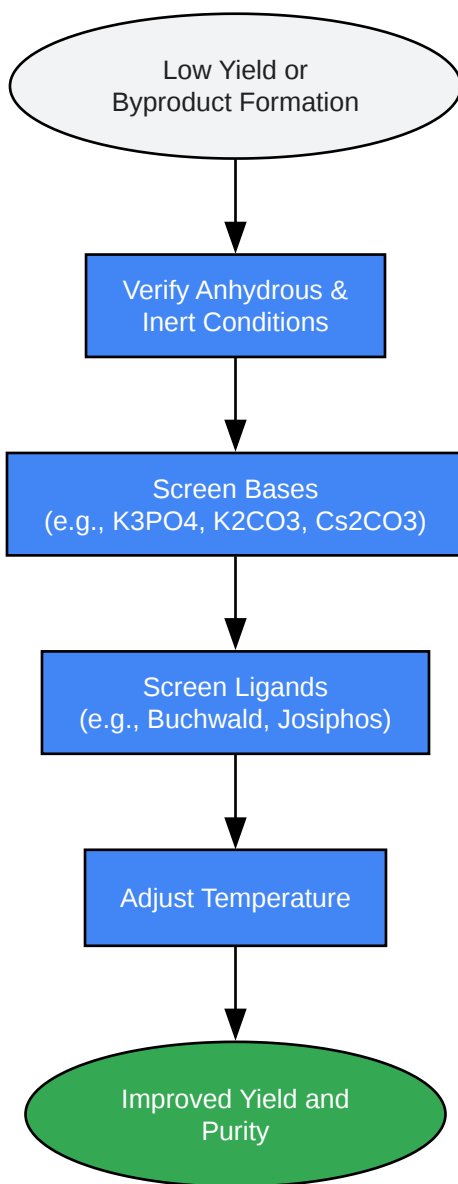 Low Yield or
Byproduct Formation
Verify Anhydrous &
Inert Conditions
Screen Bases
(e.g., K3PO4, K2CO3, Cs2CO3)
Screen Ligands
(e.g., Buchwald, Josiphos)
Adjust Temperature
Improved Yield and
Purity